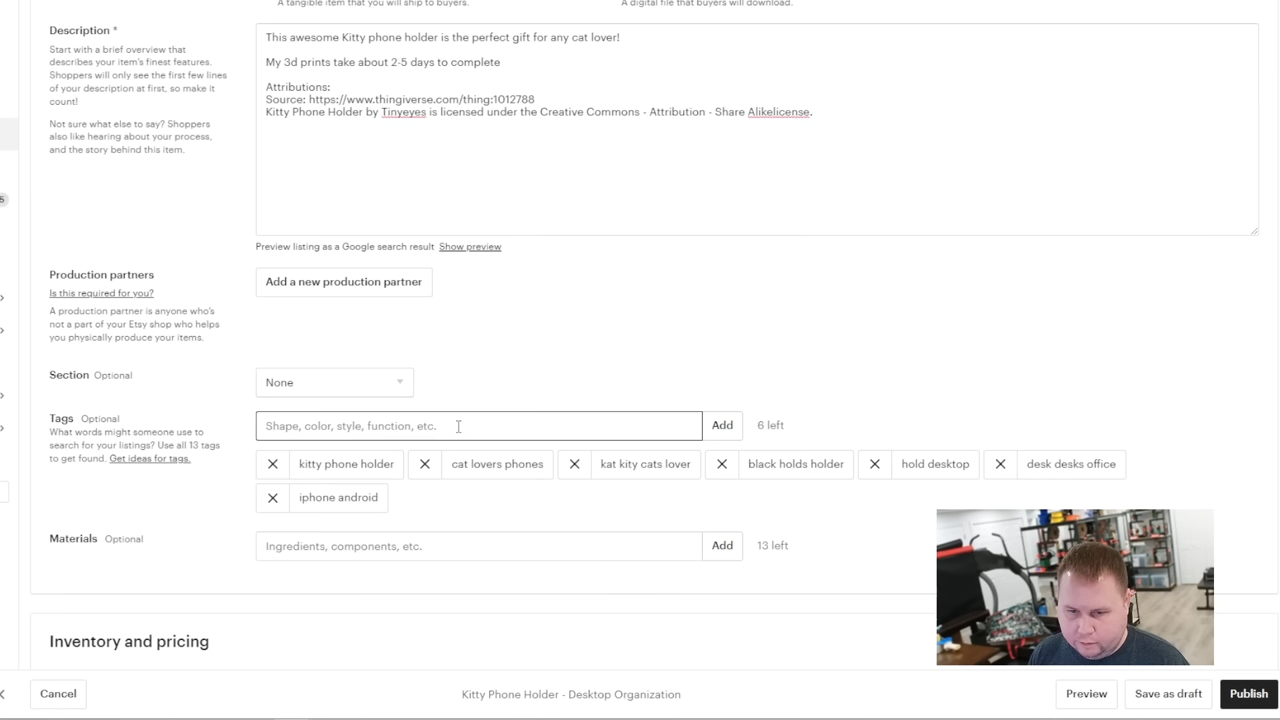 A tangible item that you will ship to buyers.
A digital file that buyers will download.
Description *
Start with a brief overview that
describes your item's finest features.
Shoppers will only see the first few lines
of your description at first, so make it
count!
Not sure what else to say? Shoppers
also like hearing about your process,
and the story behind this item.
This awesome Kitty phone holder is the perfect gift for any cat lover!
My 3d prints take about 2-5 days to complete
Attributions:
Source: https://www.thingiverse.com/thing:1012788
Kitty Phone Holder by Tinyeyes is licensed under the Creative Commons - Attribution - Share Alikelicense.
5
Preview listing as a Google search result Show preview
Production partners
Is this required for you?
A production partner is anyone who's
not a part of your Etsy shop who helps
you physically produce your items.
Add a new production partner
Section Optional
None
Tags Optional
What words might someone use to
search for your listings? Use all 13 tags
to get found. Get ideas for tags.
Shape, color, style, function, etc.
Add
6 left
kitty phone holder
cat lovers phones
kat kity cats lover
black holds holder
hold desktop
desk desks office
iphone android
Materials Optional
Ingredients, components, etc.
Add
13 left
Inventory and pricing
Cancel
Kitty Phone Holder - Desktop Organization
Preview
Save as draft
Publish